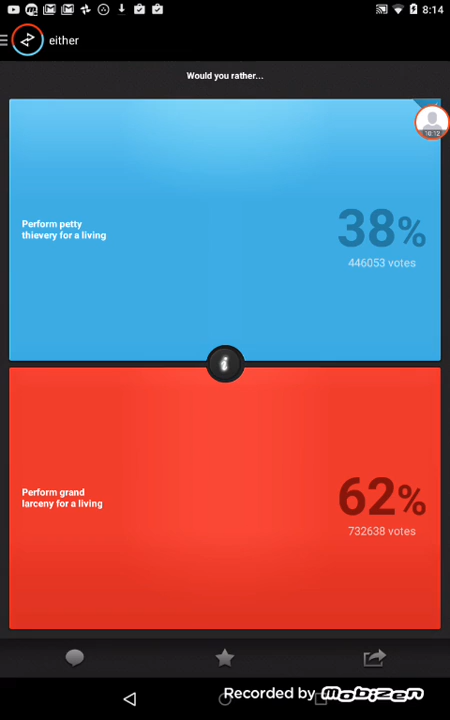 8:14
either
Would you rather...
10:12
Perform petty
thievery for a living
38%
446053 votes
i
Perform grand
larceny for a living
62%
732638 votes
Recorded by Mobizen